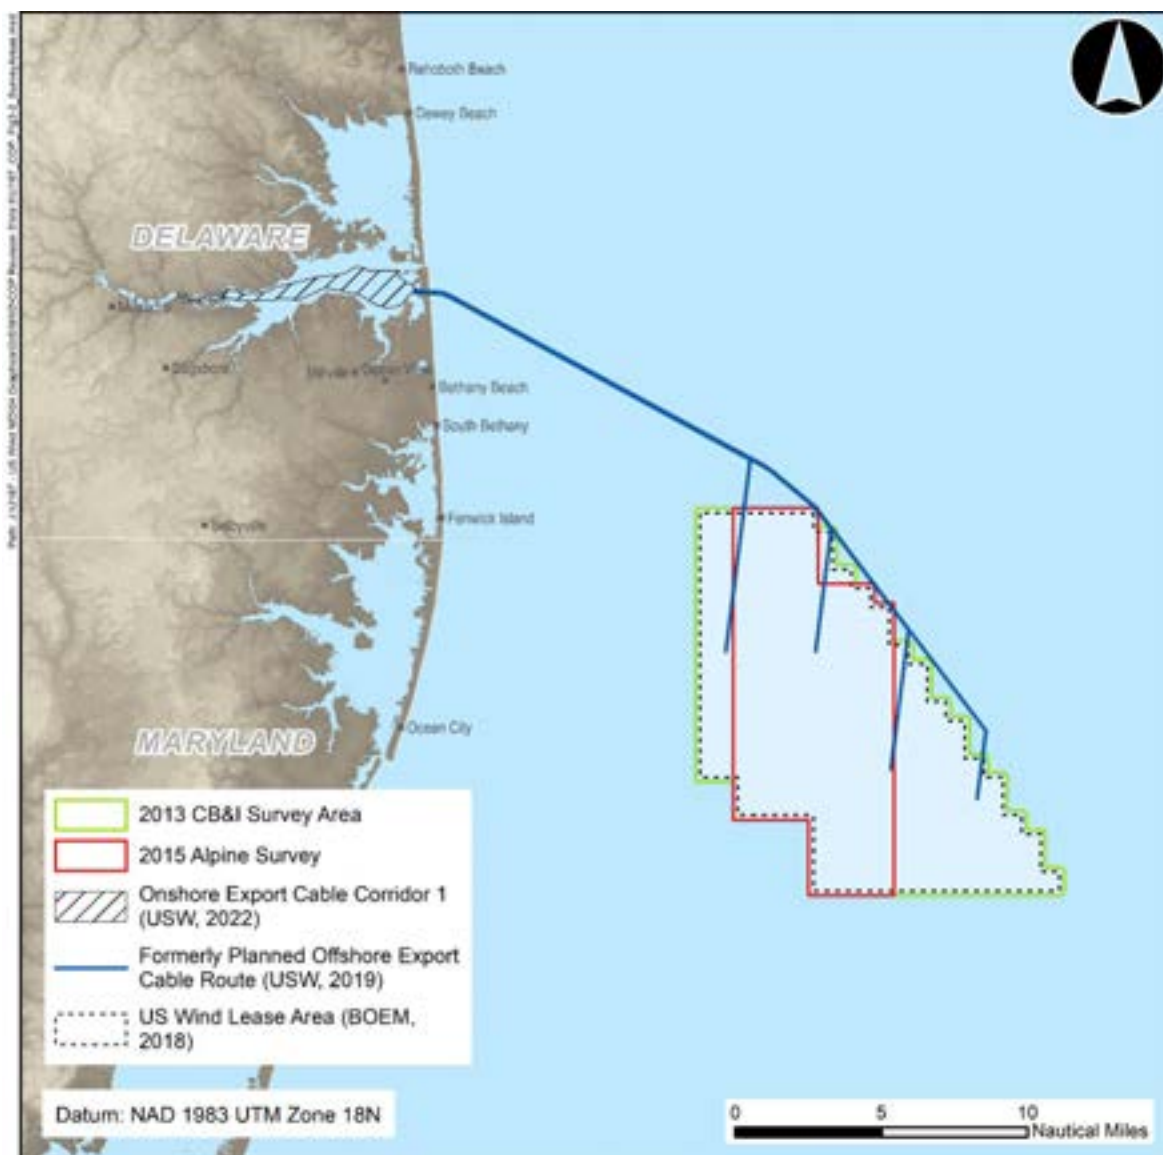 Rehoboth Beach
Dewey Beach
DELAWARE
Bethany Beach
South Bethany
Fenwick Island
Selbyville
Ocean City
MARYLAND
2013 CB&I Survey Area
2015 Alpine Survey
Onshore Export Cable Corridor 1
(USW, 2022)
Formerly Planned Offshore Export
Cable Route (USW, 2019)
US Wind Lease Area (BOEM,
2018)
Datum: NAD 1983 UTM Zone 18N
0 5 10
Nautical Miles